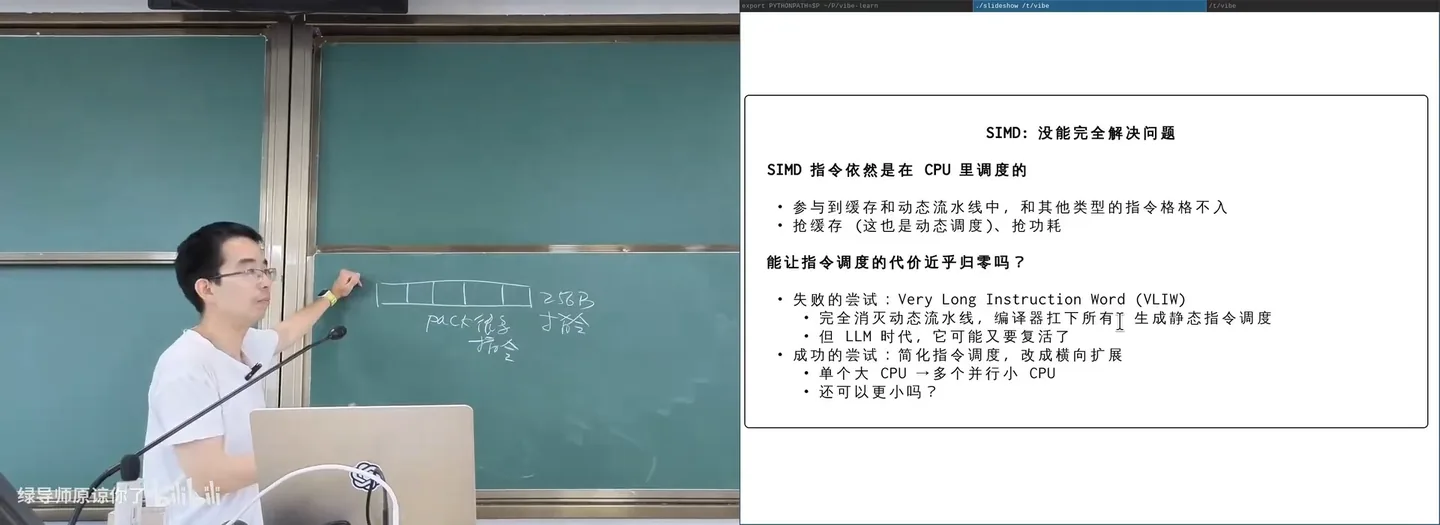 export PYTHONPATH=$P ~/P/vibe-learn
./slideshow /t/vibe
/t/vibe
256B
指令
pack 很多
指令
绿导师原谅你了
bilibili
SIMD: 没能完全解决问题
SIMD 指令依然是在 CPU 里调度的
• 参与到缓存和动态流水线中，和其他类型的指令格格不入
• 抢缓存 (这也是动态调度)、抢功耗
能让指令调度的代价近乎归零吗？
• 失败的尝试：Very Long Instruction Word (VLIW)
• 完全消灭动态流水线，编译器扛下所有 生成静态指令调度
• 但 LLM 时代，它可能又要复活了
• 成功的尝试：简化指令调度，改成横向扩展
• 单个大 CPU →多个并行小 CPU
• 还可以更小吗？